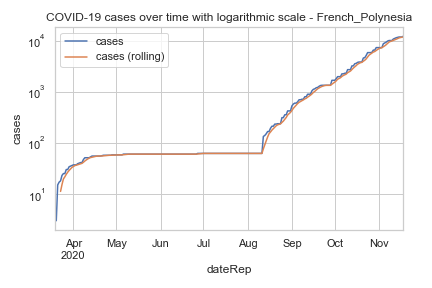 COVID-19 cases over time with logarithmic scale - French_Polynesia
cases
cases (rolling)
10⁴
10³
10²
10¹
cases
Apr
2020
May
Jun
Jul
Aug
Sep
Oct
Nov
dateRep